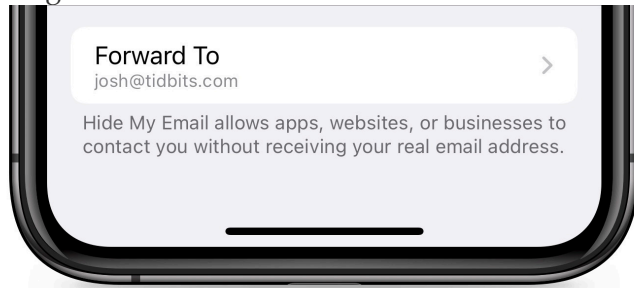 Forward To
josh@tidbits.com
Hide My Email allows apps, websites, or businesses to
contact you without receiving your real email address.